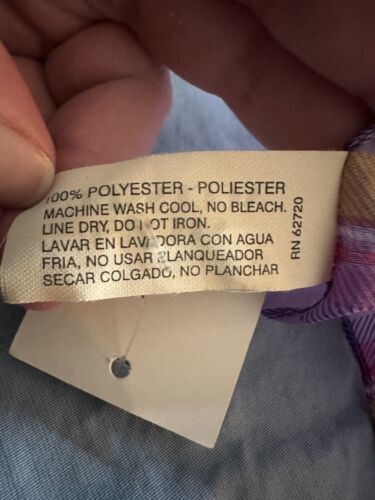 100% POLYESTER - POLIESTER
MACHINE WASH COOL, NO BLEACH.
LINE DRY, DO NOT IRON.
LAVAR EN LAVADORA CON AGUA
FRIA, NO USAR BLANQUEADOR
SECAR COLGADO, NO PLANCHAR
RN 62720